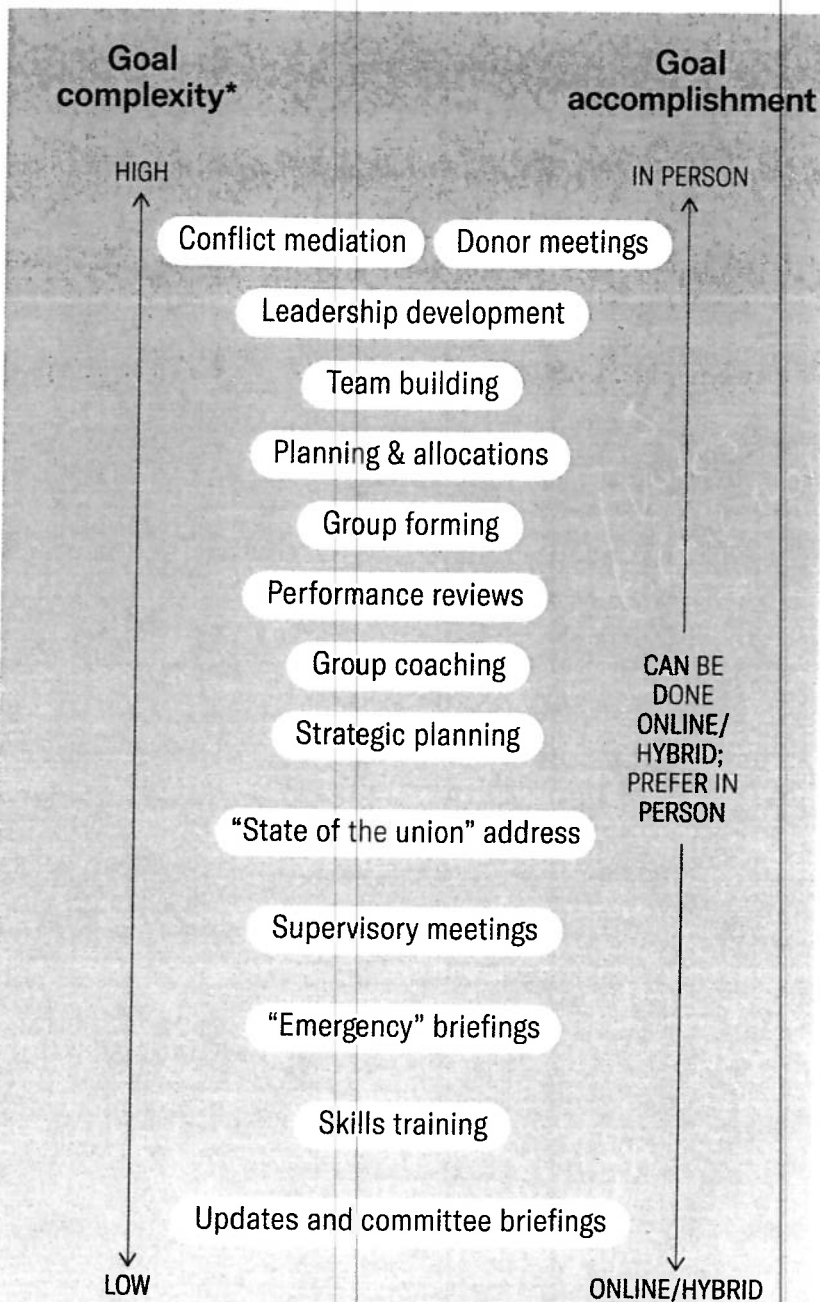 Goal
complexity*
Goal
accomplishment
HIGH
IN PERSON
Conflict mediation
Donor meetings
Leadership development
Team building
Planning & allocations
Group forming
Performance reviews
Group coaching
Strategic planning
CAN BE
DONE
ONLINE/
HYBRID;
PREFER IN
PERSON
“State of the union” address
Supervisory meetings
“Emergency” briefings
Skills training
Updates and committee briefings
LOW
ONLINE/HYBRID